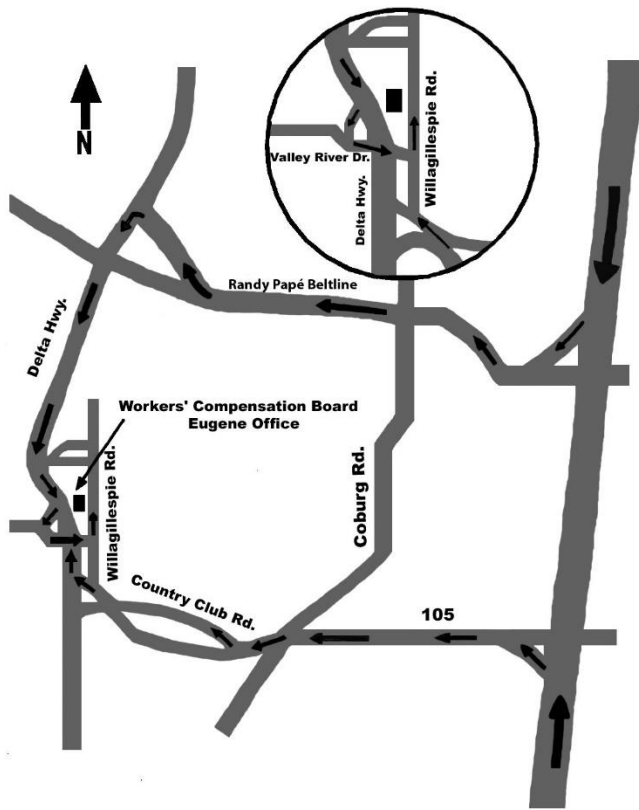 N
Valley River Dr.
Delta Hwy.
Willagillespie Rd.
Randy Papé Beltline
Delta Hwy.
Workers' Compensation Board
Eugene Office
Willagillespie Rd.
Coburg Rd.
Country Club Rd.
105